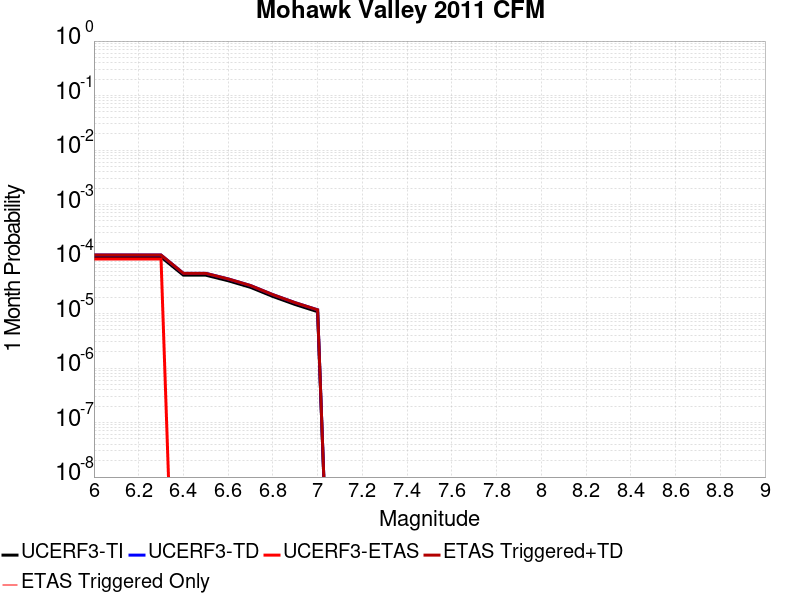 Mohawk Valley 2011 CFM
1 Month Probability
10^0
10^-1
10^-2
10^-3
10^-4
10^-5
10^-6
10^-7
10^-8
6 6.2 6.4 6.6 6.8 7 7.2 7.4 7.6 7.8 8 8.2 8.4 8.6 8.8 9
Magnitude
UCERF3-TI UCERF3-TD UCERF3-ETAS ETAS Triggered+TD
ETAS Triggered Only